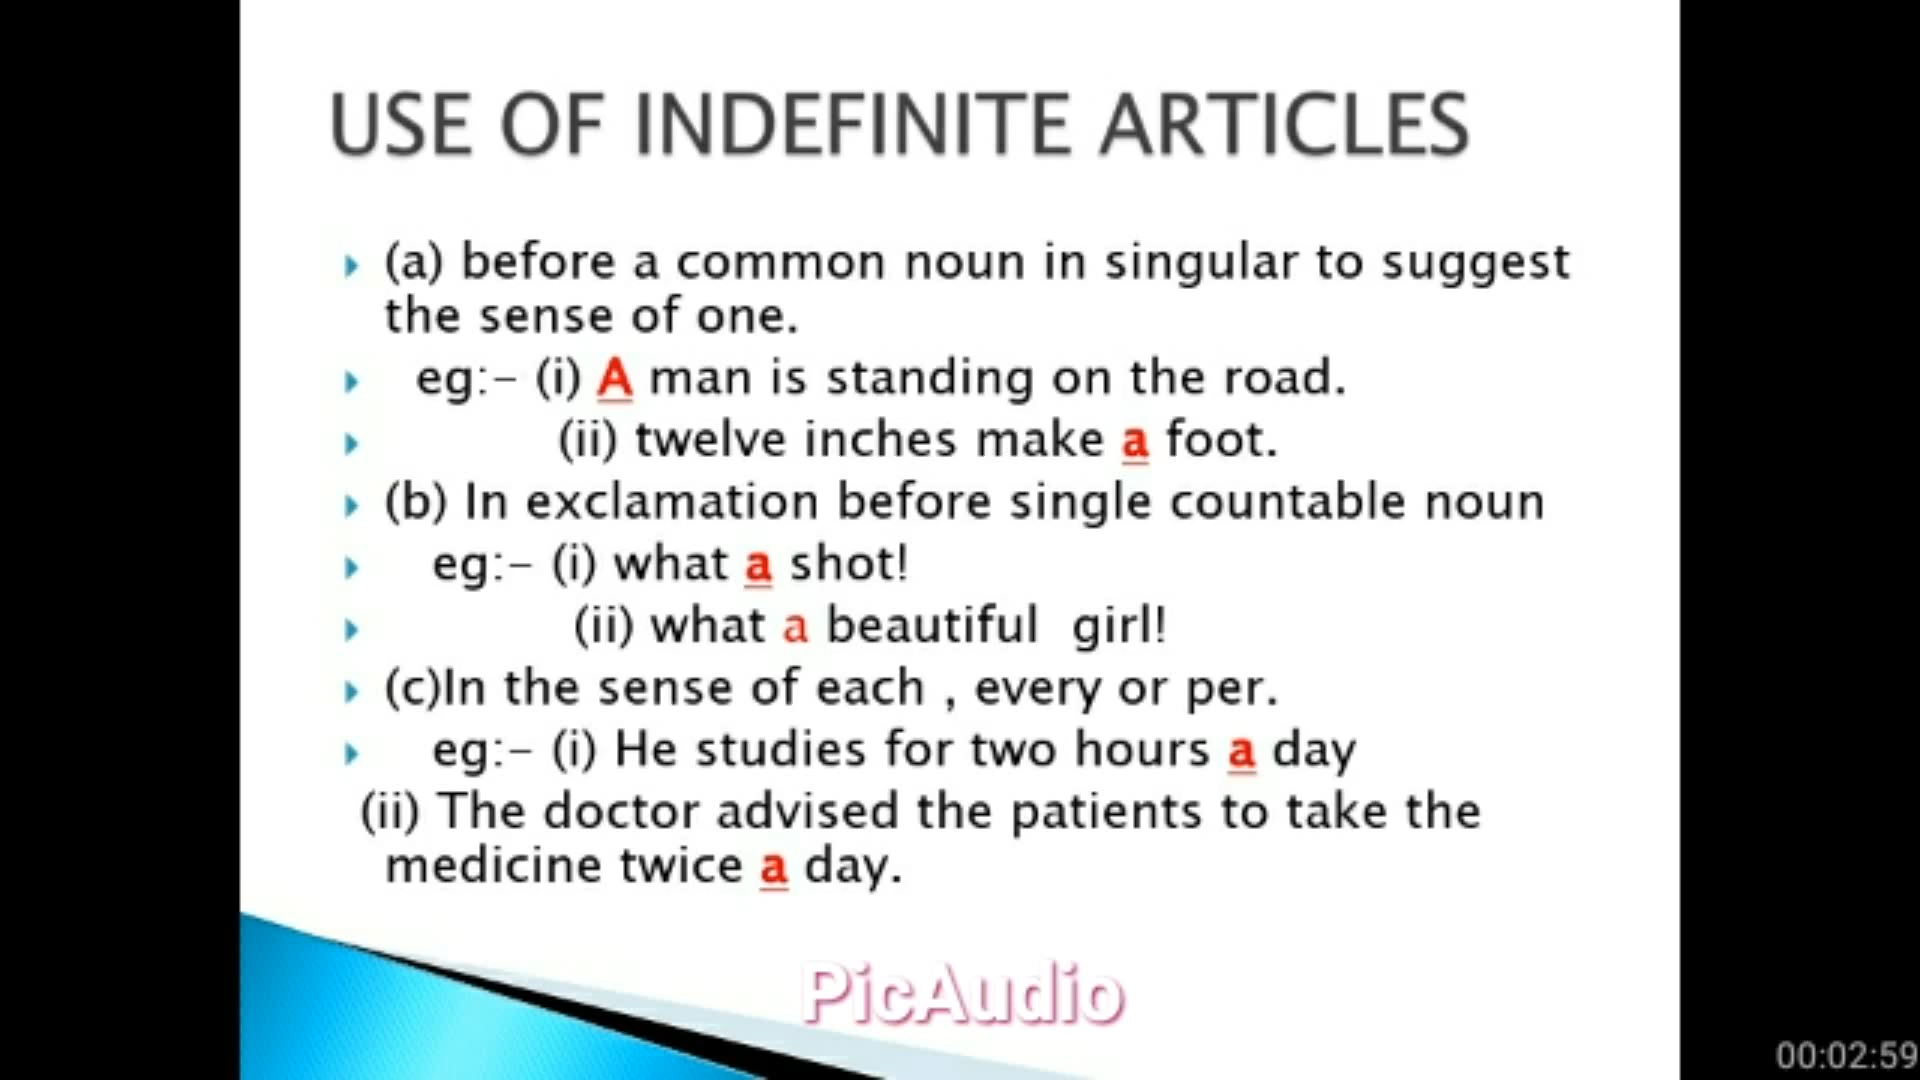 USE OF INDEFINITE ARTICLES
(a) before a common noun in singular to suggest
the sense of one.
eg:- (i) A man is standing on the road.
(ii) twelve inches make a foot.
(b) In exclamation before single countable noun
eg:- (i) what a shot!
(ii) what a beautiful girl!
(c)In the sense of each , every or per.
eg:- (i) He studies for two hours a day
(ii) The doctor advised the patients to take the
medicine twice a day.
PicAudio
00:02:59